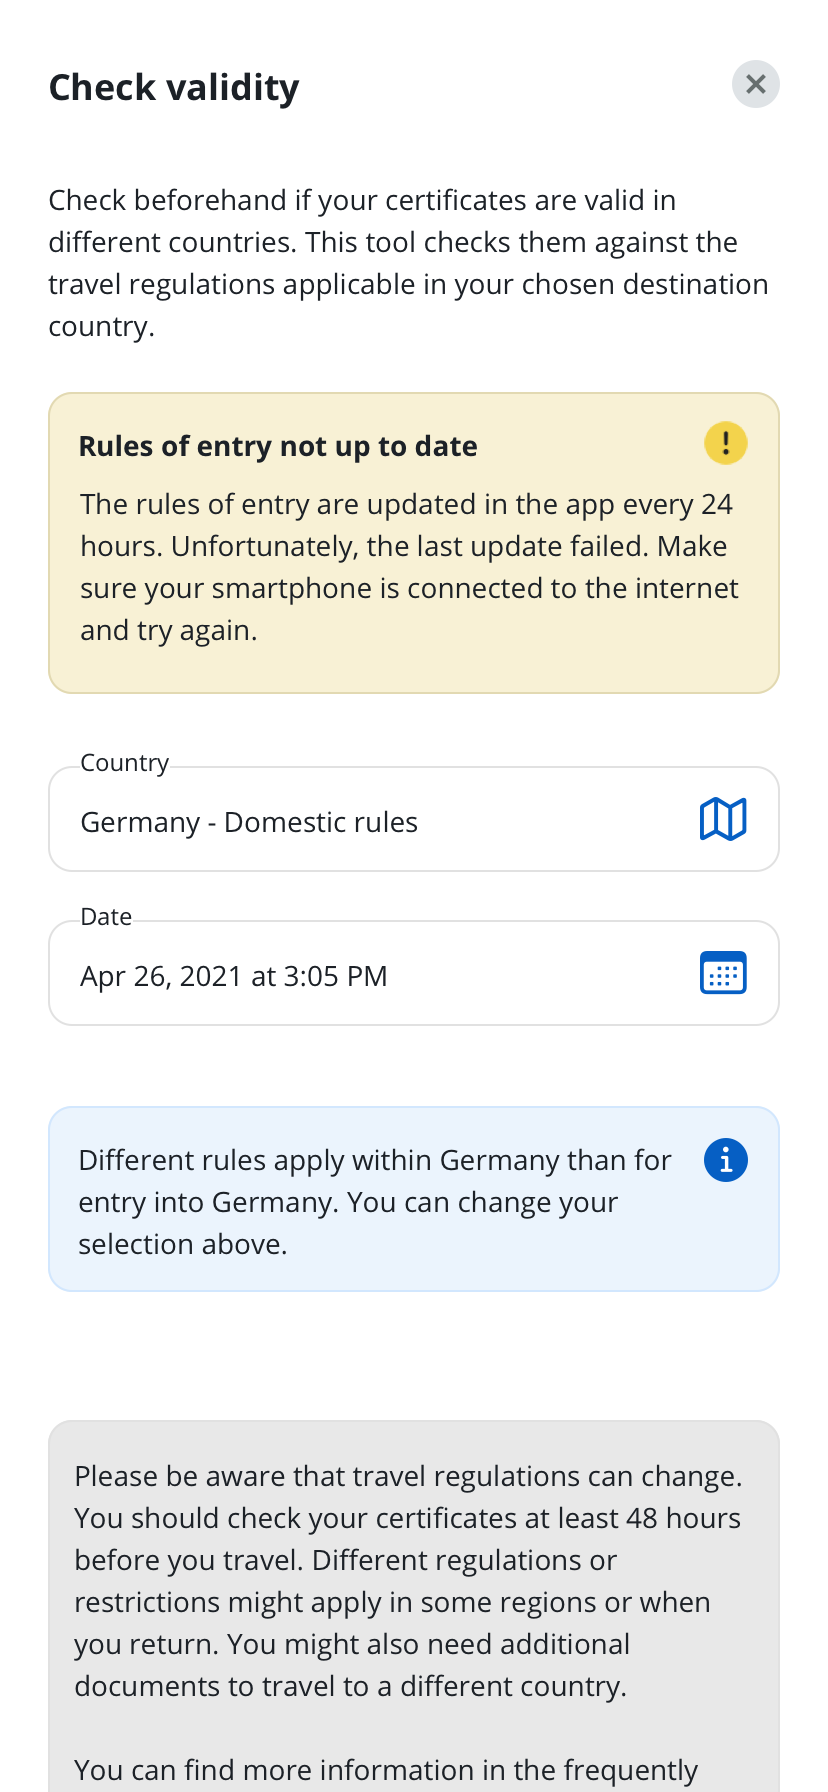 Check validity
Check beforehand if your certificates are valid in
different countries. This tool checks them against the
travel regulations applicable in your chosen destination
country.
Rules of entry not up to date
The rules of entry are updated in the app every 24
hours. Unfortunately, the last update failed. Make
sure your smartphone is connected to the internet
and try again.
Country
Germany - Domestic rules
Date
Apr 26, 2021 at 3:05 PM
Different rules apply within Germany than for
entry into Germany. You can change your
selection above.
Please be aware that travel regulations can change.
You should check your certificates at least 48 hours
before you travel. Different regulations or
restrictions might apply in some regions or when
you return. You might also need additional
documents to travel to a different country.
You can find more information in the frequently